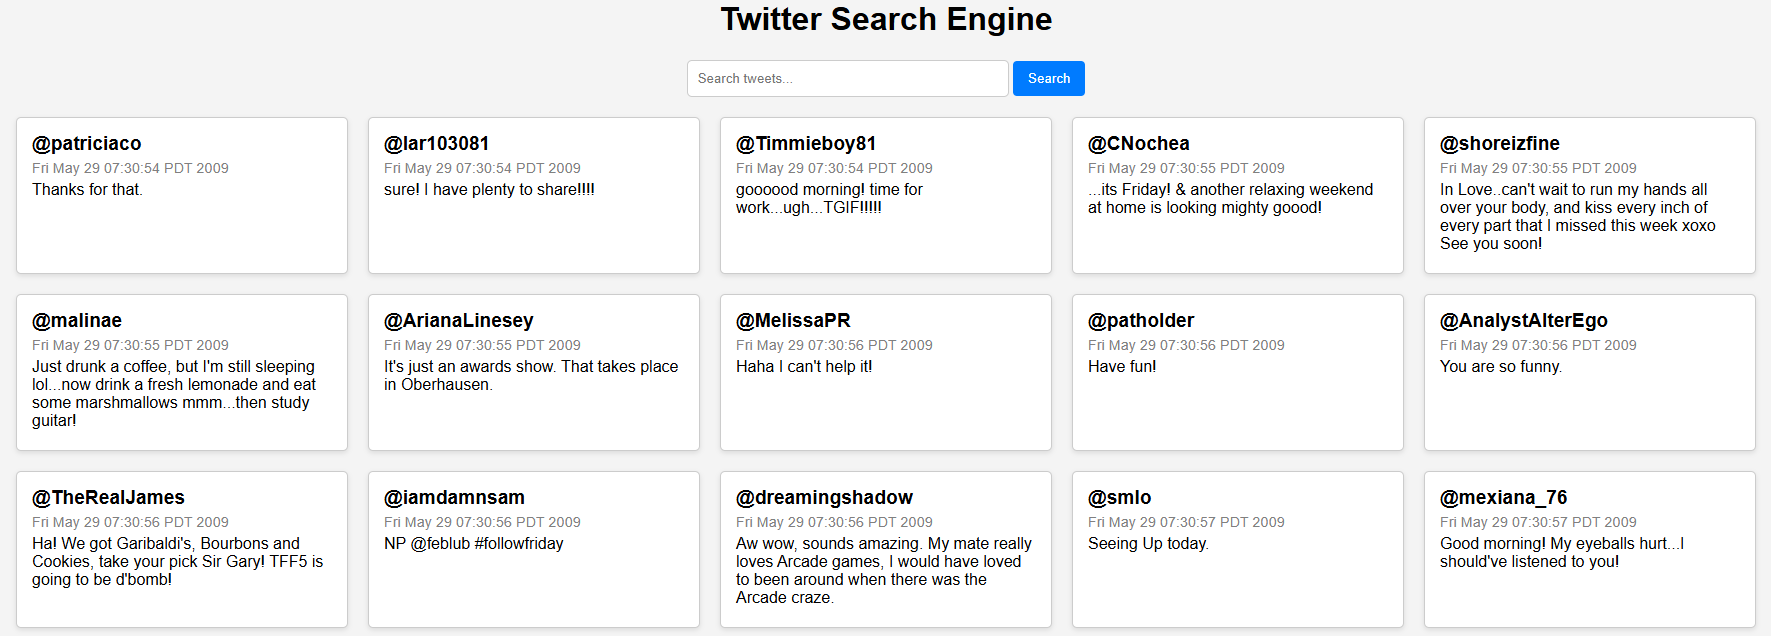 Twitter Search Engine
Search tweets...
Search
@patriciaco
Fri May 29 07:30:54 PDT 2009
Thanks for that.
@lar103081
Fri May 29 07:30:54 PDT 2009
sure! I have plenty to share!!!!
@Timmieboy81
Fri May 29 07:30:54 PDT 2009
goooood morning! time for
work...ugh...TGIF!!!!!
@CNochea
Fri May 29 07:30:55 PDT 2009
...its Friday! & another relaxing weekend
at home is looking mighty goood!
@shoreizfine
Fri May 29 07:30:55 PDT 2009
In Love..can't wait to run my hands all
over your body, and kiss every inch of
every part that I missed this week xoxo
See you soon!
@malinae
Fri May 29 07:30:55 PDT 2009
Just drunk a coffee, but I'm still sleeping
lol...now drink a fresh lemonade and eat
some marshmallows mmm...then study
guitar!
@ArianaLinesey
Fri May 29 07:30:55 PDT 2009
It's just an awards show. That takes place
in Oberhausen.
@MelissaPR
Fri May 29 07:30:56 PDT 2009
Haha I can't help it!
@patholder
Fri May 29 07:30:56 PDT 2009
Have fun!
@AnalystAlterEgo
Fri May 29 07:30:56 PDT 2009
You are so funny.
@TheRealJames
Fri May 29 07:30:56 PDT 2009
Ha! We got Garibaldi's, Bourbons and
Cookies, take your pick Sir Gary! TFF5 is
going to be d'bomb!
@iamdamnsam
Fri May 29 07:30:56 PDT 2009
NP @feblub #followfriday
@dreamingshadow
Fri May 29 07:30:56 PDT 2009
Aw wow, sounds amazing. My mate really
loves Arcade games, I would have loved
to been around when there was the
Arcade craze.
@smlo
Fri May 29 07:30:57 PDT 2009
Seeing Up today.
@mexiana_76
Fri May 29 07:30:57 PDT 2009
Good morning! My eyeballs hurt...I
should've listened to you!